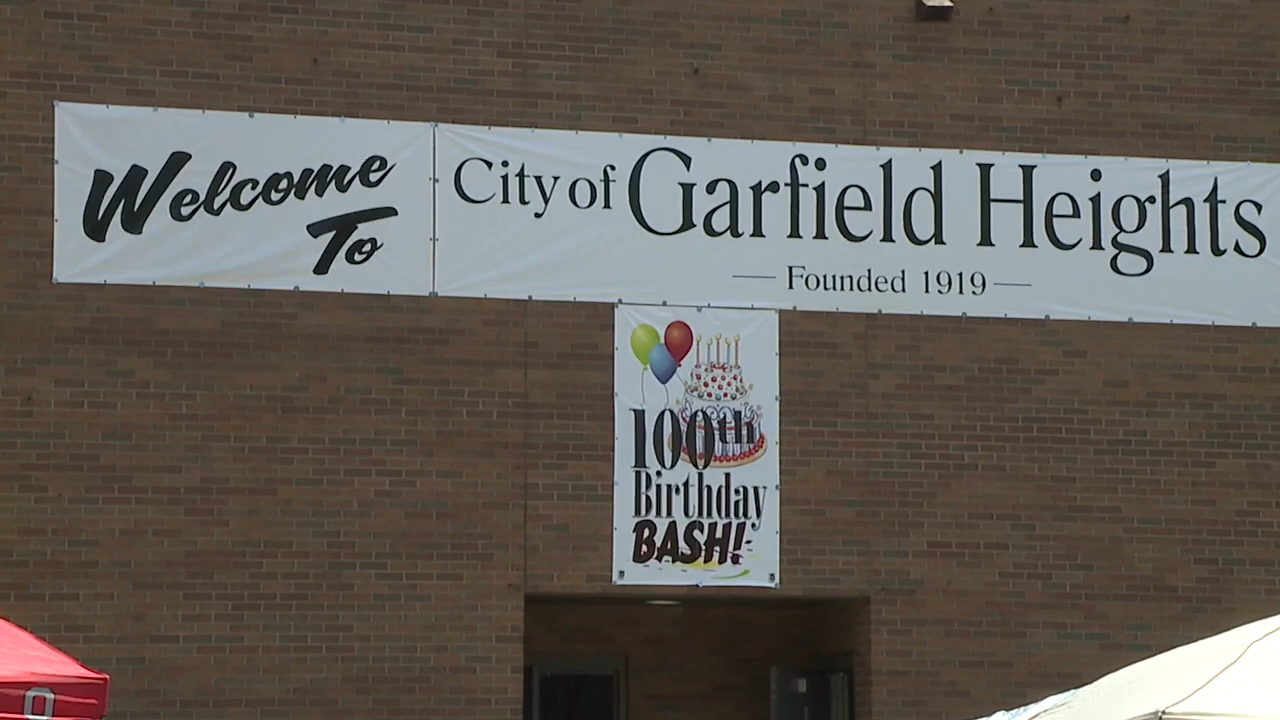 Welcome
To
City of Garfield Heights
Founded 1919
100th
Birthday
BASH!
O